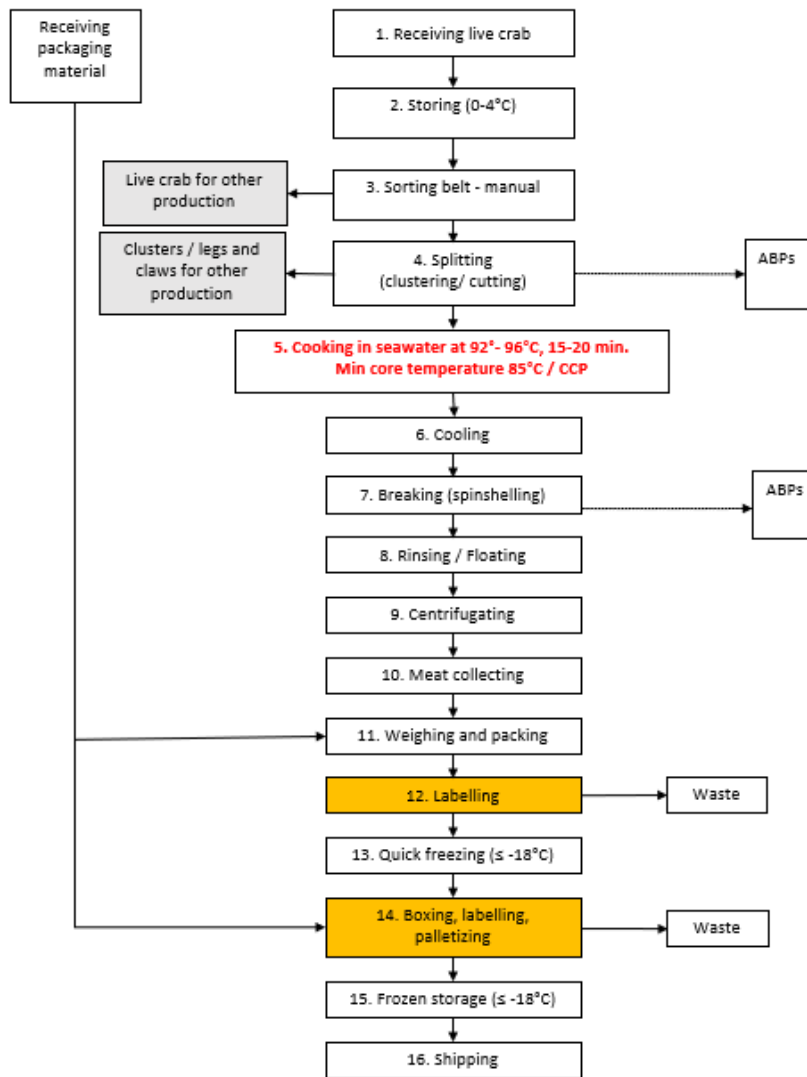 Receiving
packaging
material
1. Receiving live crab
2. Storing (0-4°C)
Live crab for other
production
3. Sorting belt - manual
Clusters / legs and
claws for other
production
4. Splitting
(clustering/ cutting)
ABPs
5. Cooking in seawater at 92°- 96°C, 15-20 min.
Min core temperature 85°C / CCP
6. Cooling
7. Breaking (spinshelling)
ABPs
8. Rinsing / Floating
9. Centrifugating
10. Meat collecting
11. Weighing and packing
12. Labelling
Waste
13. Quick freezing (≤ -18°C)
14. Boxing, labelling,
palletizing
Waste
15. Frozen storage (≤ -18°C)
16. Shipping